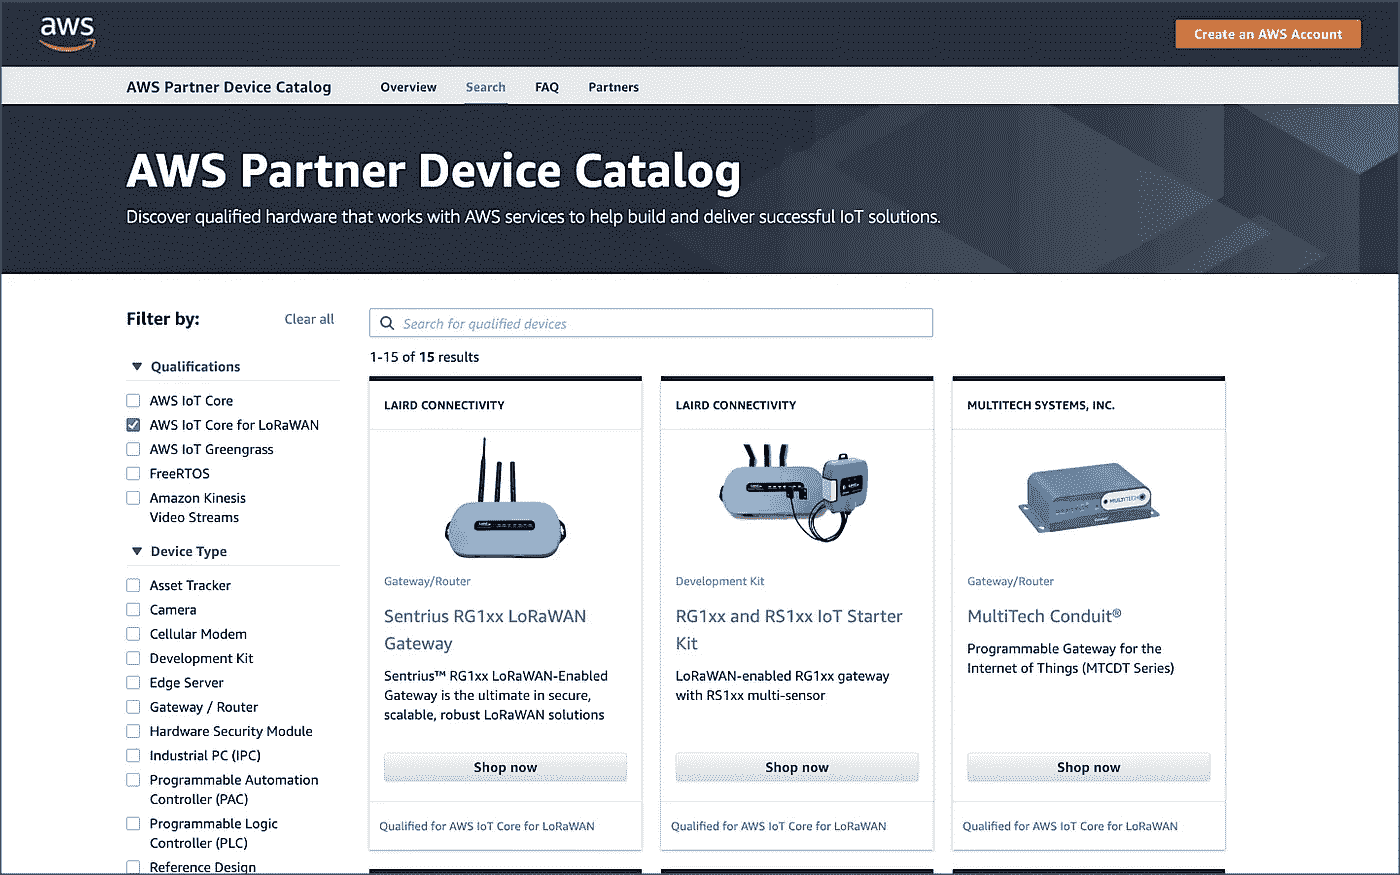 aws
Create an AWS Account
AWS Partner Device Catalog
Overview
Search
FAQ
Partners
AWS Partner Device Catalog
Discover qualified hardware that works with AWS services to help build and deliver successful IoT solutions.
Filter by:
Clear all
Qualifications
AWS IoT Core
AWS IoT Core for LoRaWAN
AWS IoT Greengrass
FreeRTOS
Amazon Kinesis
Video Streams
Device Type
Asset Tracker
Camera
Cellular Modem
Development Kit
Edge Server
Gateway / Router
Hardware Security Module
Industrial PC (IPC)
Programmable Automation
Controller (PAC)
Programmable Logic
Controller (PLC)
Reference Design
Search for qualified devices
1-15 of 15 results
LAIRD CONNECTIVITY
Gateway/Router
Sentrius RG1xx LoRaWAN
Gateway
Sentrius™ RG1xx LoRaWAN-Enabled
Gateway is the ultimate in secure,
scalable, robust LoRaWAN solutions
Shop now
Qualified for AWS IoT Core for LoRaWAN
LAIRD CONNECTIVITY
Development Kit
RG1xx and RS1xx IoT Starter
Kit
LoRaWAN-enabled RG1xx gateway
with RS1xx multi-sensor
Shop now
Qualified for AWS IoT Core for LoRaWAN
MULTITECH SYSTEMS, INC.
MULTITECH
Gateway/Router
MultiTech Conduit®
Programmable Gateway for the
Internet of Things (MTCDT Series)
Shop now
Qualified for AWS IoT Core for LoRaWAN